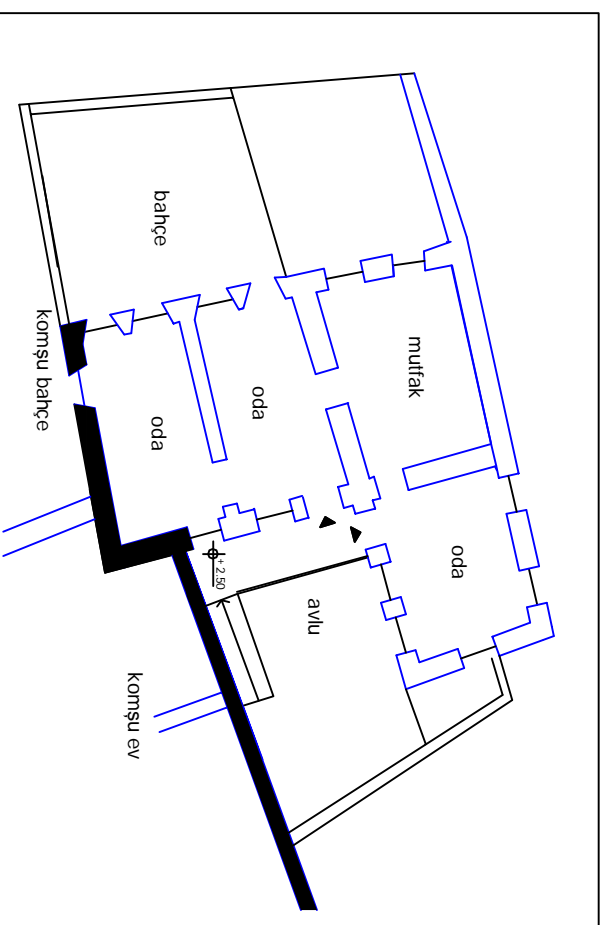 mutfak
oda
avlu
oda
bahçe
oda
+ 2.50
komşu bahçe
komşu ev